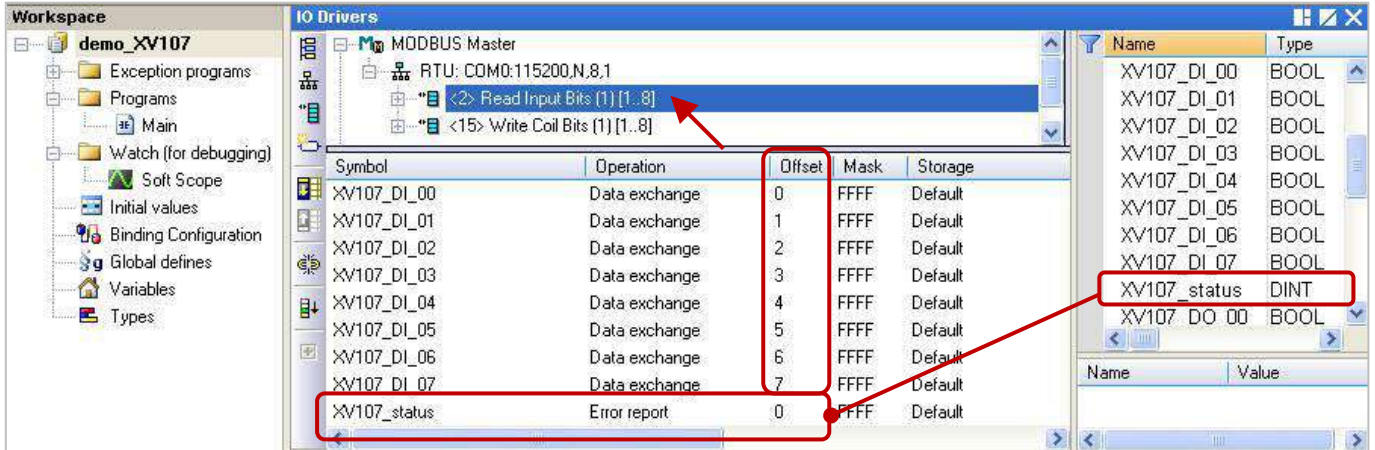 Workspace
demo_XV107
Exception programs
Programs
Main
Watch (for debugging)
Soft Scope
Initial values
Binding Configuration
Global defines
Variables
Types
IO Drivers
MODBUS Master
RTU: COM0:115200,N,8,1
<2> Read Input Bits (1) [1..8]
<15> Write Coil Bits (1) [1..8]
Symbol Operation Offset Mask Storage
XV107_DI_00 Data exchange 0 FFFF Default
XV107_DI_01 Data exchange 1 FFFF Default
XV107_DI_02 Data exchange 2 FFFF Default
XV107_DI_03 Data exchange 3 FFFF Default
XV107_DI_04 Data exchange 4 FFFF Default
XV107_DI_05 Data exchange 5 FFFF Default
XV107_DI_06 Data exchange 6 FFFF Default
XV107_DI_07 Data exchange 7 FFFF Default
XV107_status Error report 0 FFFF Default
Name Type
XV107_DI_00 BOOL
XV107_DI_01 BOOL
XV107_DI_02 BOOL
XV107_DI_03 BOOL
XV107_DI_04 BOOL
XV107_DI_05 BOOL
XV107_DI_06 BOOL
XV107_DI_07 BOOL
XV107_status DINT
XV107_DO_00 BOOL
Name Value